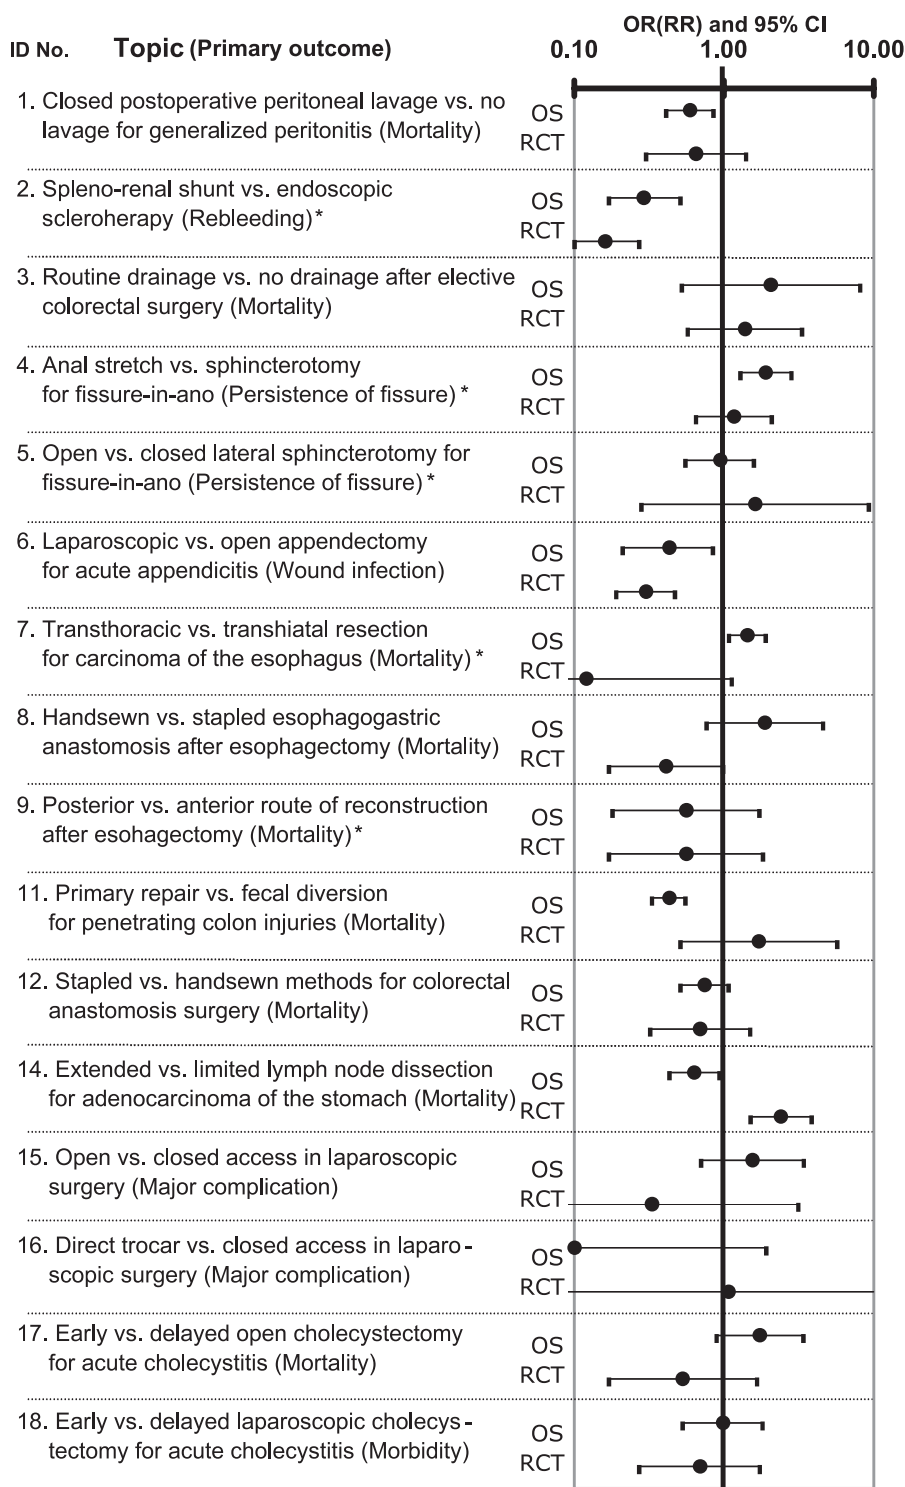 OR(RR) and 95% CI
ID No. Topic (Primary outcome) 0.10 1.00 10.00
1. Closed postoperative peritoneal lavage vs. no
lavage for generalized peritonitis (Mortality)
OS
RCT
2. Spleno-renal shunt vs. endoscopic
scleroherapy (Rebleeding)*
OS
RCT
3. Routine drainage vs. no drainage after elective
colorectal surgery (Mortality)
OS
RCT
4. Anal stretch vs. sphincterotomy
for fissure-in-ano (Persistence of fissure)*
OS
RCT
5. Open vs. closed lateral sphincterotomy for
fissure-in-ano (Persistence of fissure)*
OS
RCT
6. Laparoscopic vs. open appendectomy
for acute appendicitis (Wound infection)
OS
RCT
7. Transthoracic vs. transhiatal resection
for carcinoma of the esophagus (Mortality)*
OS
RCT
8. Handsewn vs. stapled esophagogastric
anastomosis after esophagectomy (Mortality)
OS
RCT
9. Posterior vs. anterior route of reconstruction
after esohagectomy (Mortality)*
OS
RCT
11. Primary repair vs. fecal diversion
for penetrating colon injuries (Mortality)
OS
RCT
12. Stapled vs. handsewn methods for colorectal
anastomosis surgery (Mortality)
OS
RCT
14. Extended vs. limited lymph node dissection
for adenocarcinoma of the stomach (Mortality)
OS
RCT
15. Open vs. closed access in laparoscopic
surgery (Major complication)
OS
RCT
16. Direct trocar vs. closed access in laparo-
scopic surgery (Major complication)
OS
RCT
17. Early vs. delayed open cholecystectomy
for acute cholecystitis (Mortality)
OS
RCT
18. Early vs. delayed laparoscopic cholecys-
tectomy for acute cholecystitis (Morbidity)
OS
RCT